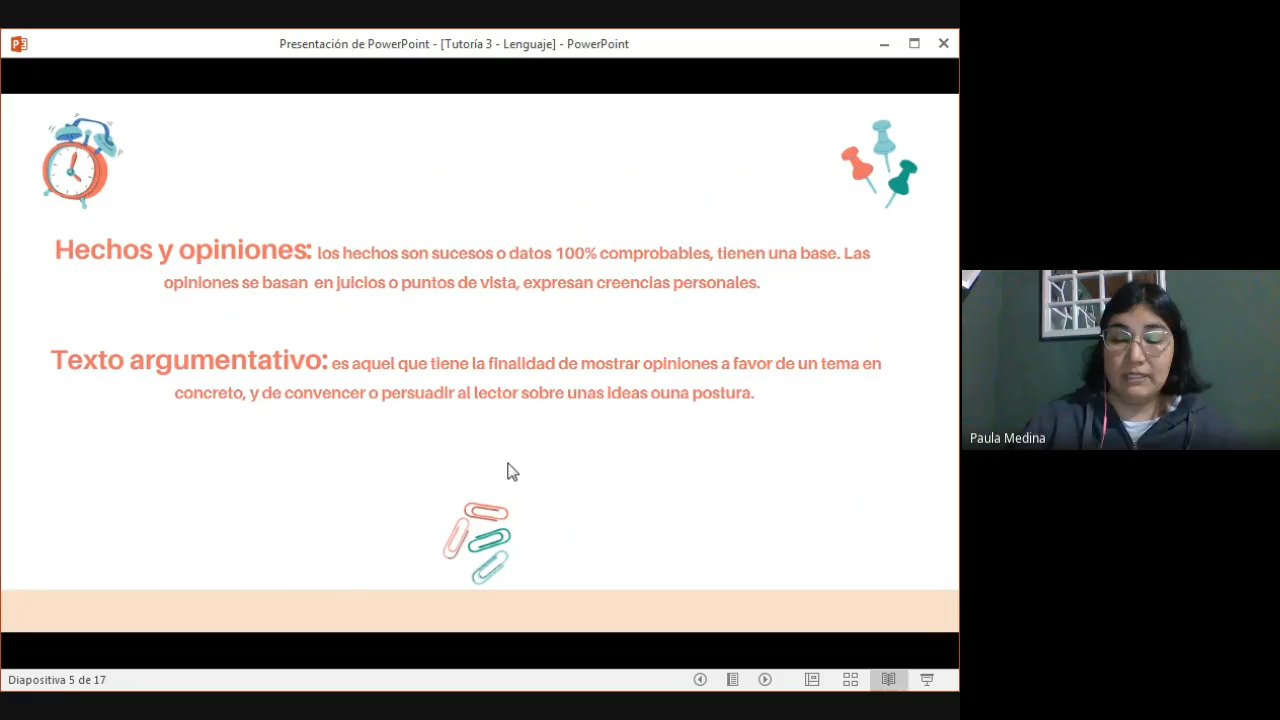 Presentación de PowerPoint - [Tutoría 3 - Lenguaje] - PowerPoint
Hechos y opiniones: los hechos son sucesos o datos 100% comprobables, tienen una base. Las
opiniones se basan en juicios o puntos de vista, expresan creencias personales.
Texto argumentativo: es aquel que tiene la finalidad de mostrar opiniones a favor de un tema en
concreto, y de convencer o persuadir al lector sobre unas ideas ouna postura.
Paula Medina
Diapositiva 5 de 17